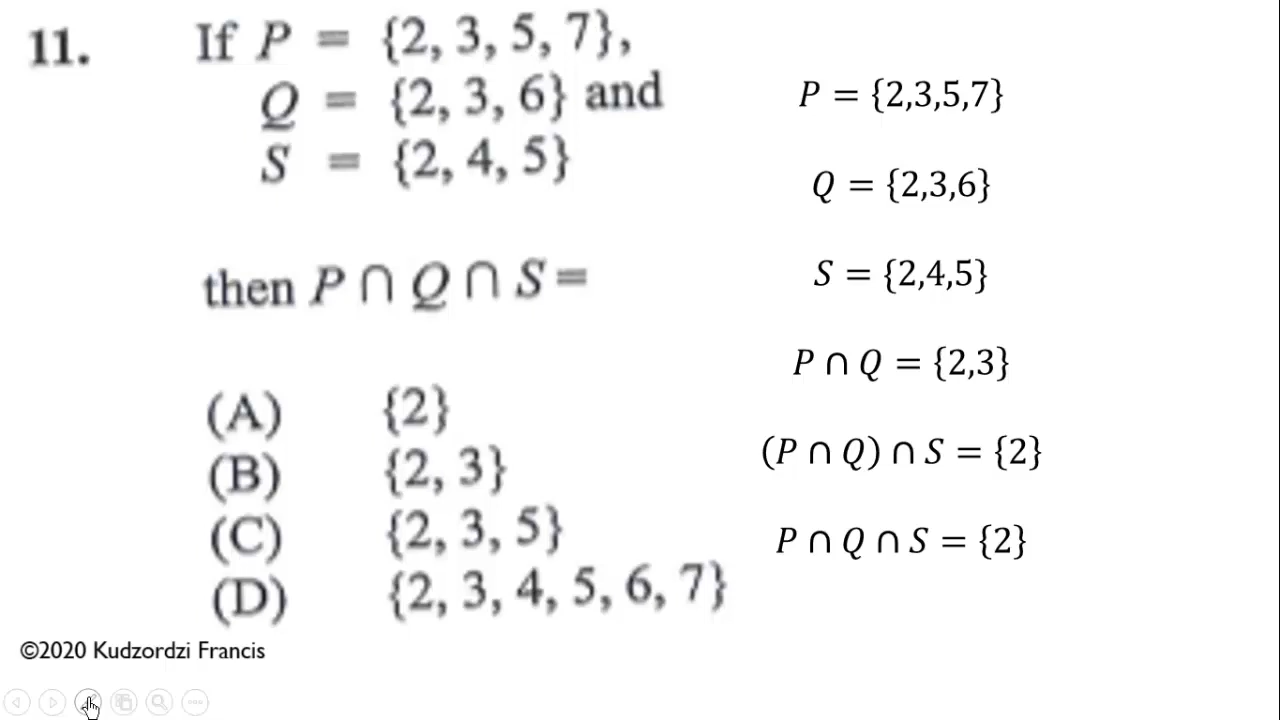 11. If P = {2, 3, 5, 7},
Q = {2, 3, 6} and
S = {2, 4, 5}
then P ∩ Q ∩ S =
(A) {2}
(B) {2, 3}
(C) {2, 3, 5}
(D) {2, 3, 4, 5, 6, 7}
P = {2,3,5,7}
Q = {2,3,6}
S = {2,4,5}
P ∩ Q = {2,3}
(P ∩ Q) ∩ S = {2}
P ∩ Q ∩ S = {2}
©2020 Kudzordzi Francis